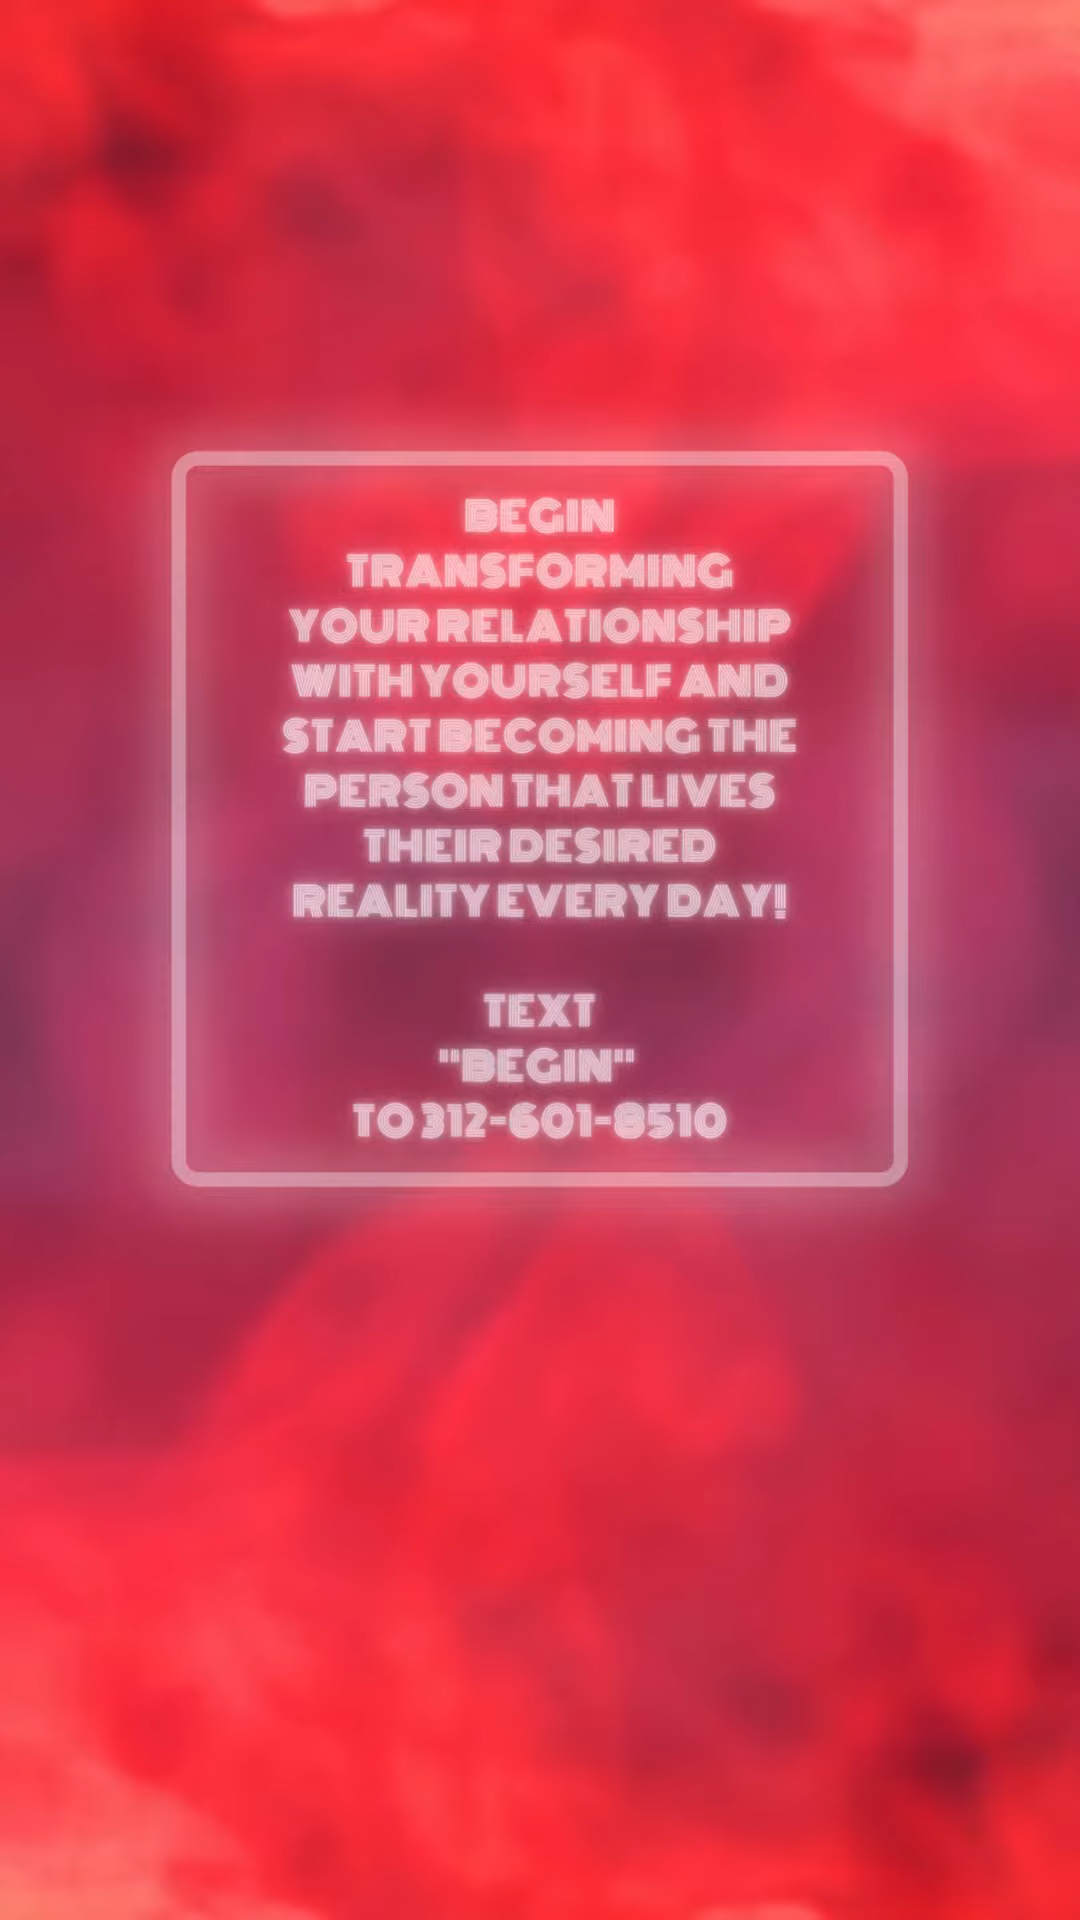 BEGIN
TRANSFORMING
YOUR RELATIONSHIP
WITH YOURSELF AND
START BECOMING THE
PERSON THAT LIVES
THEIR DESIRED
REALITY EVERY DAY!
TEXT
"BEGIN"
TO 312-601-8510